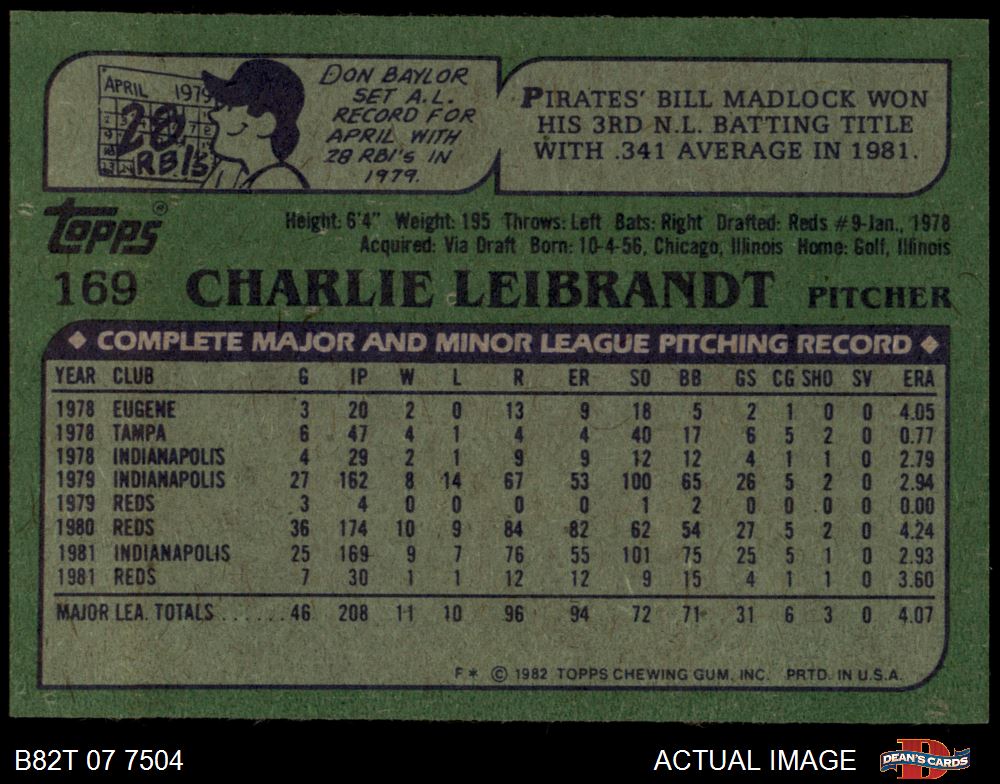 APRIL 1979
28
RBI's
DON BAYLOR
SET A.L.
RECORD FOR
APRIL WITH
28 RBI'S IN
1979.
PIRATES' BILL MADLOCK WON
HIS 3RD N.L. BATTING TITLE
WITH .341 AVERAGE IN 1981.
Topps®
Height: 6'4" Weight: 195 Throws: Left Bats: Right Drafted: Reds #9-Jan., 1978
Acquired: Via Draft Born: 10-4-56, Chicago, Illinois Home: Golf, Illinois
169 CHARLIE LEIBRANDT PITCHER
◆ COMPLETE MAJOR AND MINOR LEAGUE PITCHING RECORD ◆
YEAR CLUB G IP W L R ER SO BB GS CG SHO SV ERA
1978 EUGENE 3 20 2 0 13 9 18 5 2 1 0 0 4.05
1978 TAMPA 6 47 4 1 4 4 40 17 6 5 2 0 0.77
1978 INDIANAPOLIS 4 29 2 1 9 9 12 12 4 1 1 0 2.79
1979 INDIANAPOLIS 27 162 8 14 67 53 100 65 26 5 2 0 2.94
1979 REDS 3 4 0 0 0 0 1 2 0 0 0 0 0.00
1980 REDS 36 174 10 9 84 82 62 54 27 5 2 0 4.24
1981 INDIANAPOLIS 25 169 9 7 76 55 101 75 25 5 1 0 2.93
1981 REDS 7 30 1 1 12 12 9 15 4 1 1 0 3.60
MAJOR LEA. TOTALS ...... 46 208 11 10 96 94 72 71 31 6 3 0 4.07
F* © 1982 TOPPS CHEWING GUM, INC. PRTD. IN U.S.A.
B82T 07 7504 ACTUAL IMAGE
D
DEAN'S CARDS